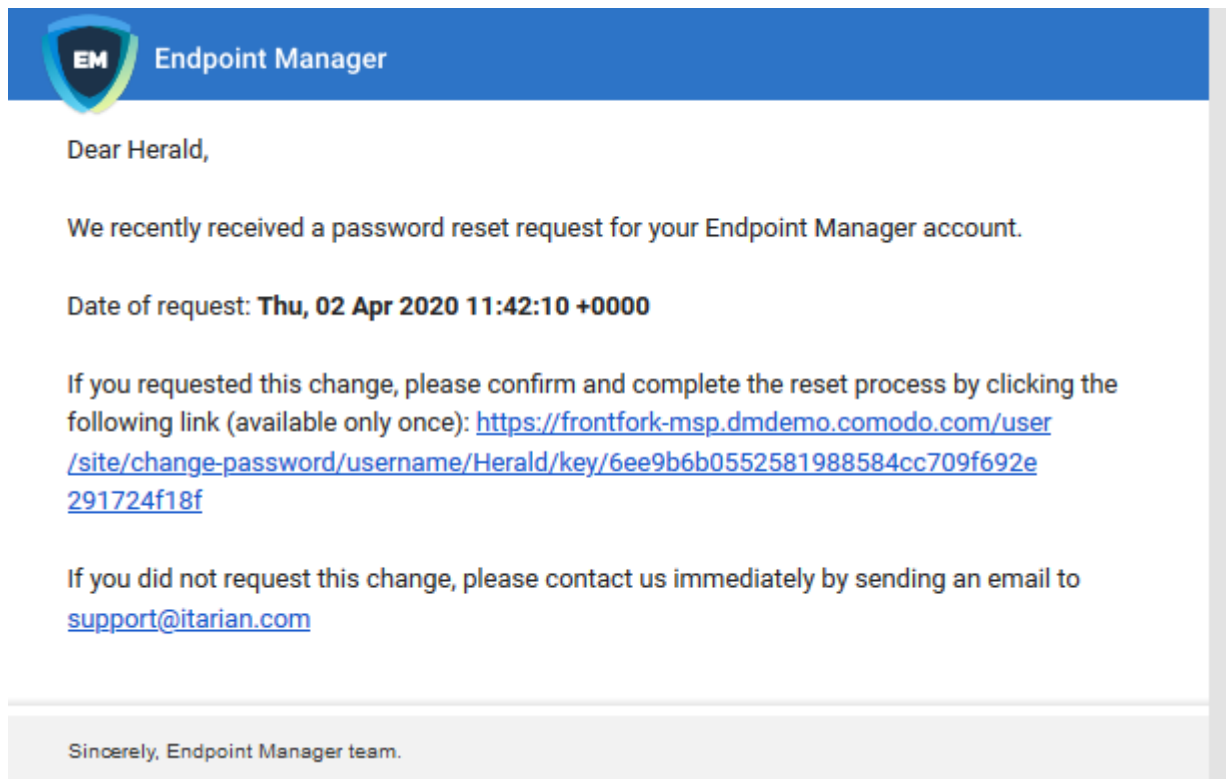 EM Endpoint Manager
Dear Herald,
We recently received a password reset request for your Endpoint Manager account.
Date of request: Thu, 02 Apr 2020 11:42:10 +0000
If you requested this change, please confirm and complete the reset process by clicking the
following link (available only once): https://frontfork-msp.dmdemo.comodo.com/user
/site/change-password/username/Herald/key/6ee9b6b0552581988584cc709f692e
291724f18f
If you did not request this change, please contact us immediately by sending an email to
support@itarian.com
Sincerely, Endpoint Manager team.